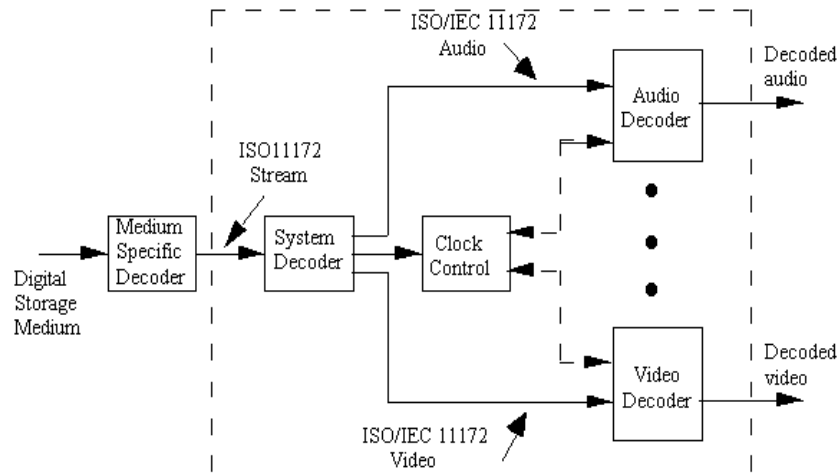 ISO/IEC 11172
Audio
Decoded
audio
Audio
Decoder
ISO11172
Stream
Medium
Specific
Decoder
System
Decoder
Clock
Control
Digital
Storage
Medium
Video
Decoder
Decoded
video
ISO/IEC 11172
Video